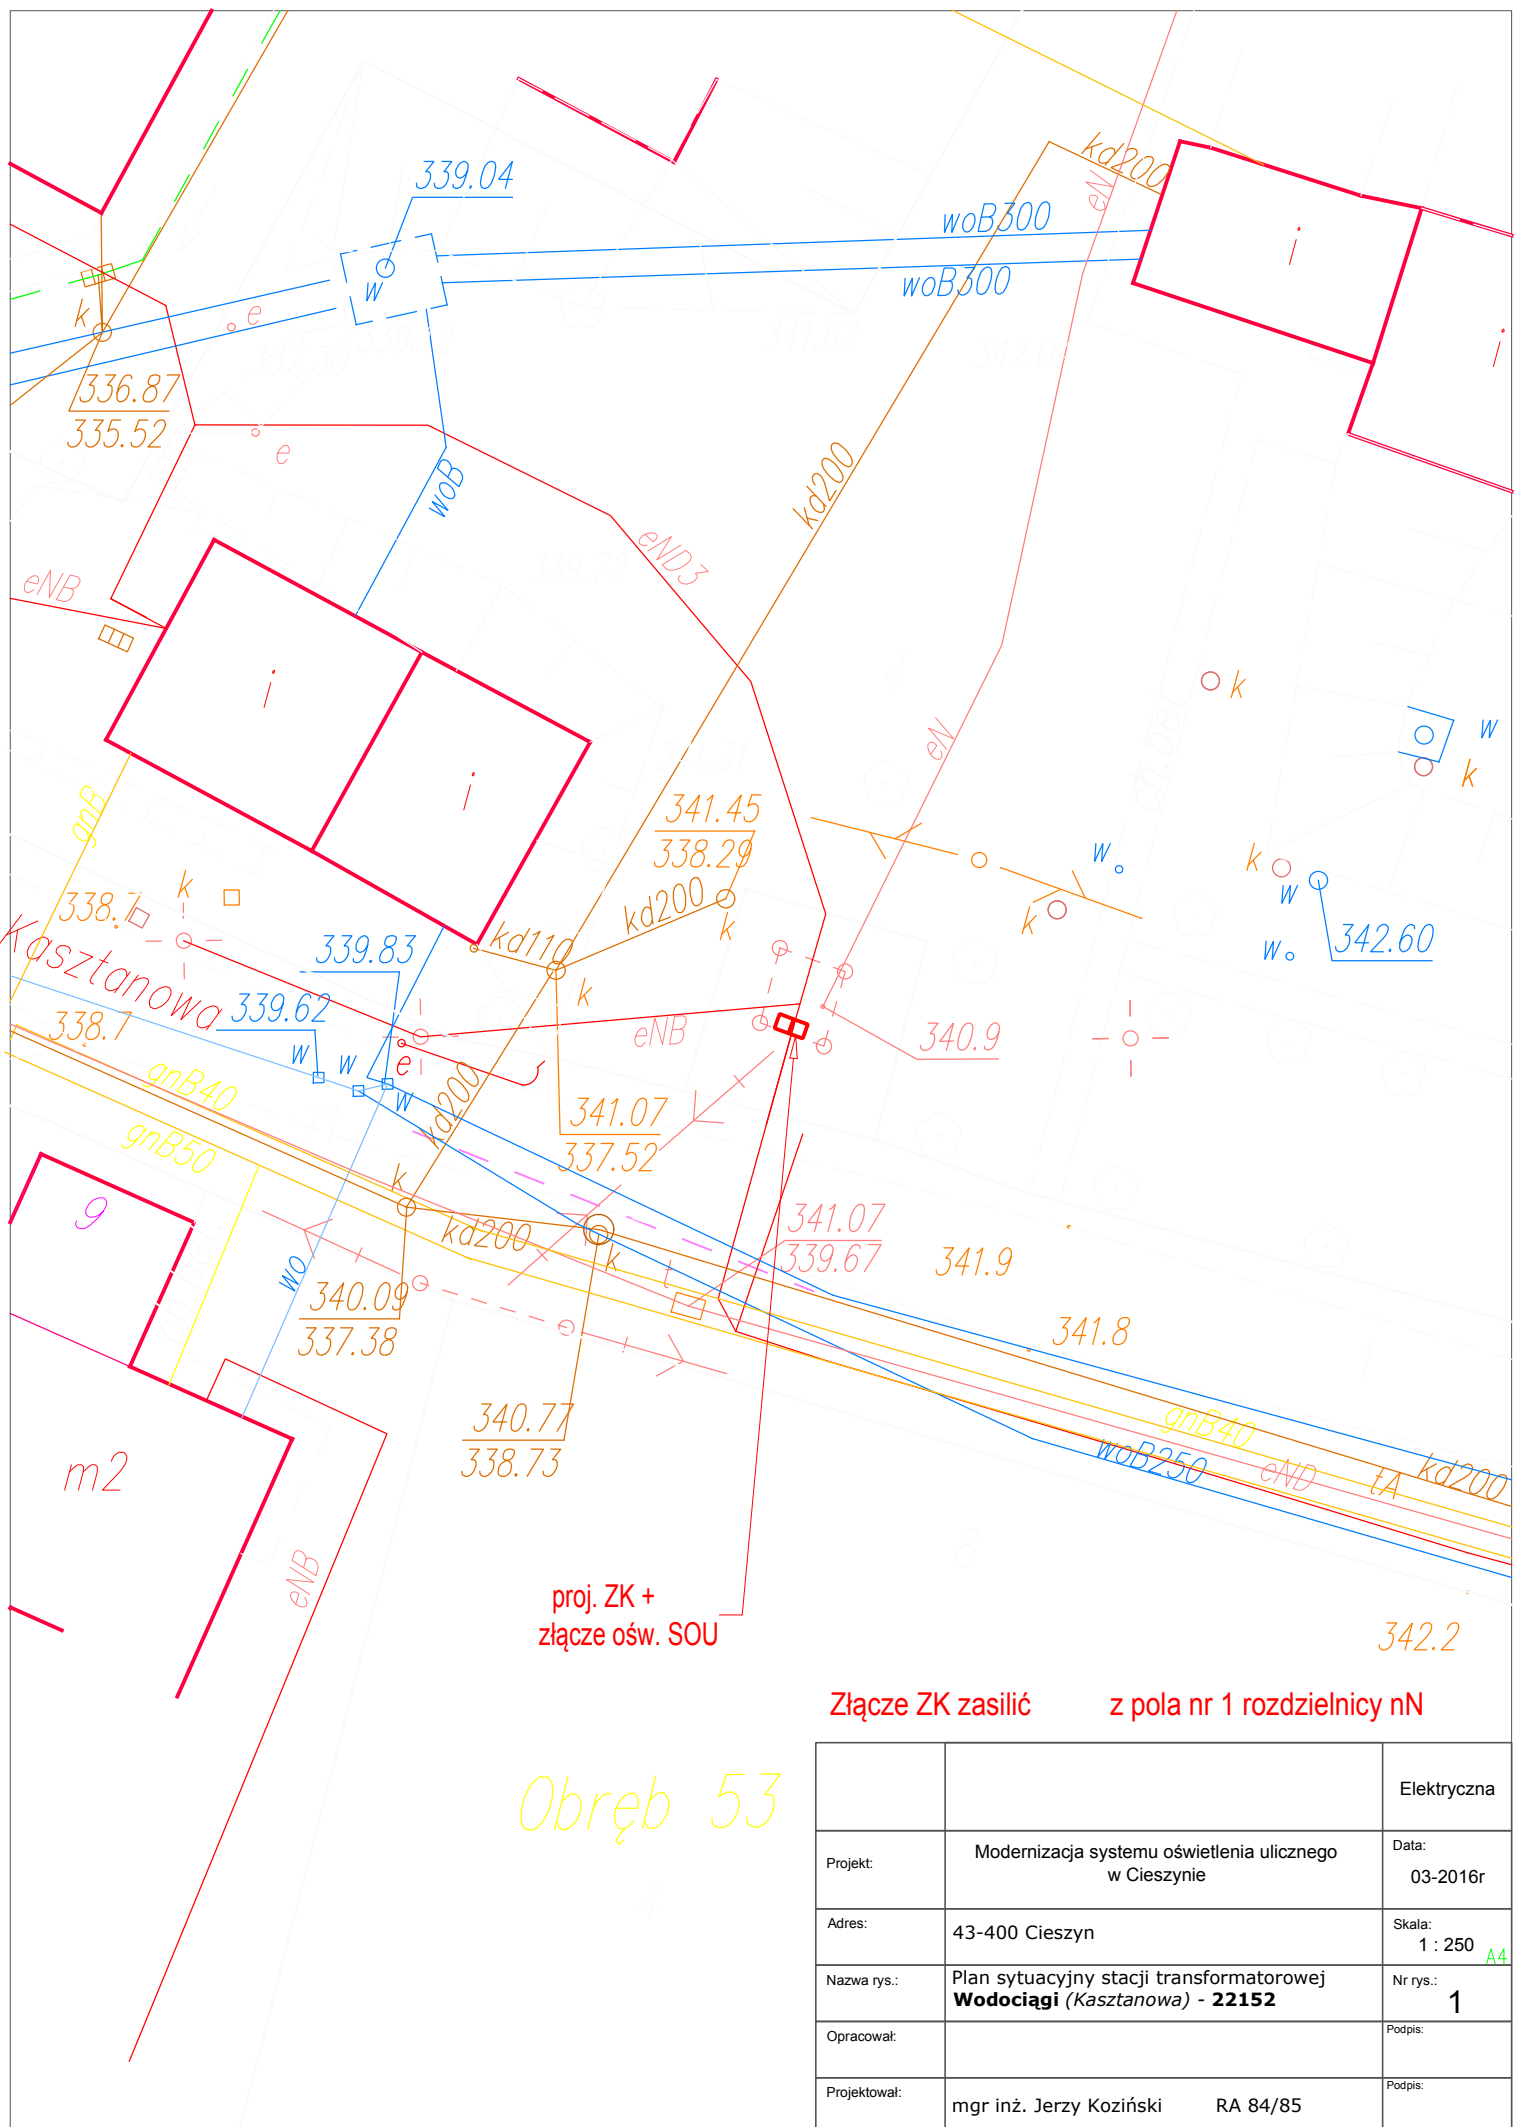 339.04
kd200
eN
woB300
woB300
w
k
e
336.87
335.52
e
woB
kd200
eND3
eNB
i
i
i
i
eN
k
w
k
gnB
341.45
338.29
kd200
k
w
k
w
342.60
k
w
338.7
k
Kasztanowa
339.83
339.62
kd110
k
338.7
w
w
w
e
eNB
340.9
gnB40
gnB50
kd200
341.07
337.52
9
k
kd200
k
wo
340.09
337.38
t
341.07
339.67
341.9
341.8
340.77
338.73
m2
eNB
gnB40
woB250
eND
tA
kd200
8
proj. ZK +
złącze ośw. SOU
342.2
Złącze ZK zasilić z pola nr 1 rozdzielnicy nN
Obręb 53
4
Elektryczna
Projekt:
Modernizacja systemu oświetlenia ulicznego
w Cieszynie
Data:
03-2016r
Adres:
43-400 Cieszyn
Skala:
1 : 250
A4
Nazwa rys.:
Plan sytuacyjny stacji transformatorowej
Wodociągi (Kasztanowa) - 22152
Nr rys.:
1
Opracował:
Podpis:
Projektował:
mgr inż. Jerzy Koziński RA 84/85
Podpis: